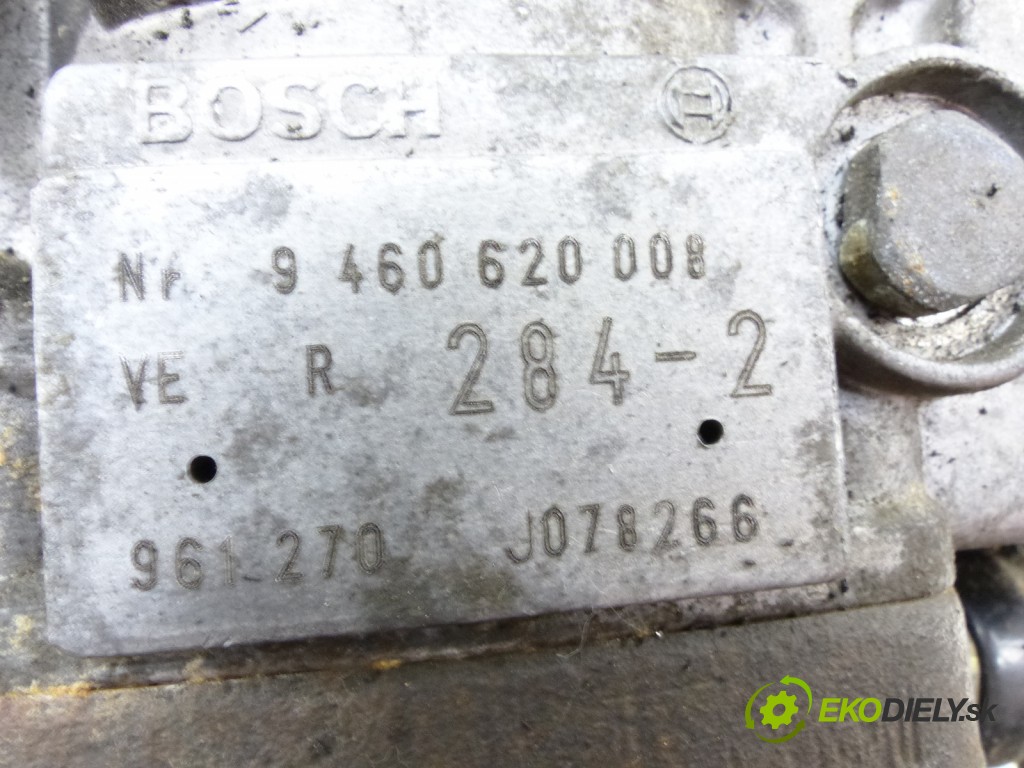 BOSCH
Nr 9 460 620 008
VE R 284-2
961 270 J078266
EKODIELY.sk